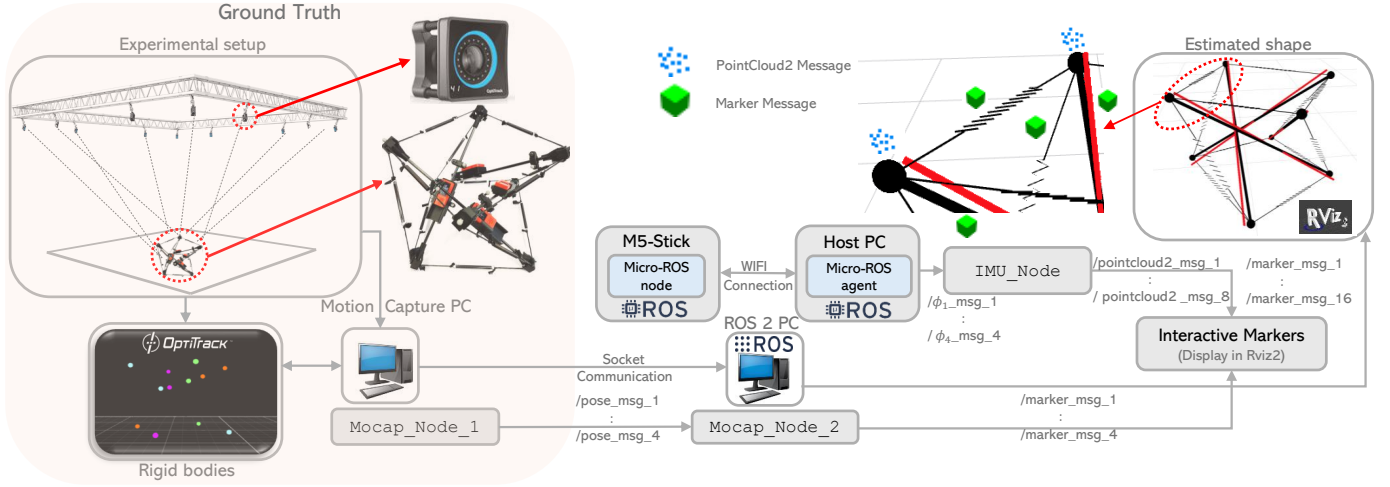 Ground Truth
Experimental setup
41
OptiTrack
PointCloud2 Message
Marker Message
Estimated shape
RViz
M5-Stick
Micro-ROS
node
ROS
WIFI
Connection
Host PC
Micro-ROS
agent
ROS
IMU_Node
/ϕ1_msg_1
:
/ϕ4_msg_4
/pointcloud2_msg_1
:
/ pointcloud2 _msg_8
/marker_msg_1
:
/marker_msg_16
Interactive Markers
(Display in Rviz2)
Motion Capture PC
OptiTrack
Rigid bodies
Mocap_Node_1
Socket
Communication
/pose_msg_1
:
/pose_msg_4
ROS 2 PC
ROS
Mocap_Node_2
/marker_msg_1
:
/marker_msg_4